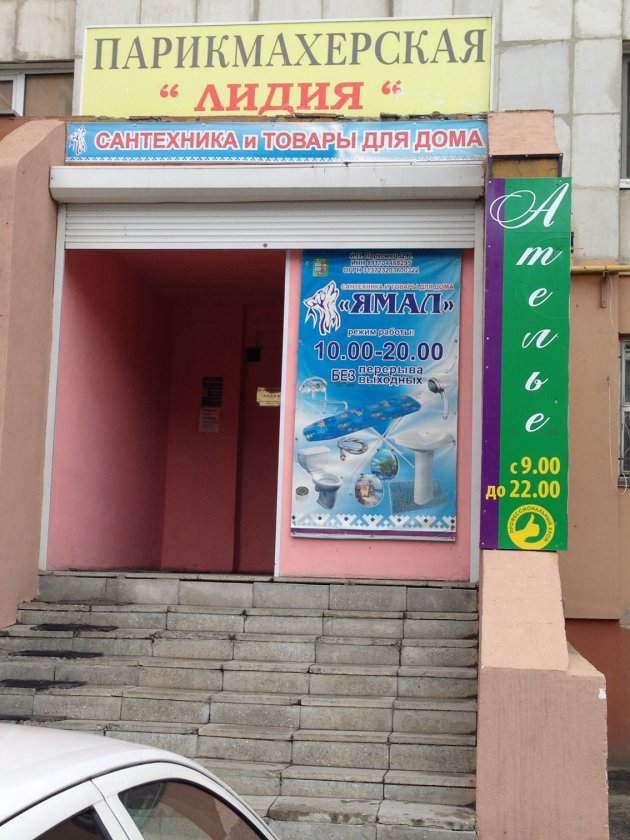 ПАРИКМАХЕРСКАЯ
“ ЛИДИЯ “
САНТЕХНИКА и ТОВАРЫ ДЛЯ ДОМА
САНТЕХНИКА И ТОВАРЫ ДЛЯ ДОМА
«ЯМАЛ»
режим работы:
10.00-20.00
БЕЗ перерыва
выходных
Ателье
с 9.00
до 22.00